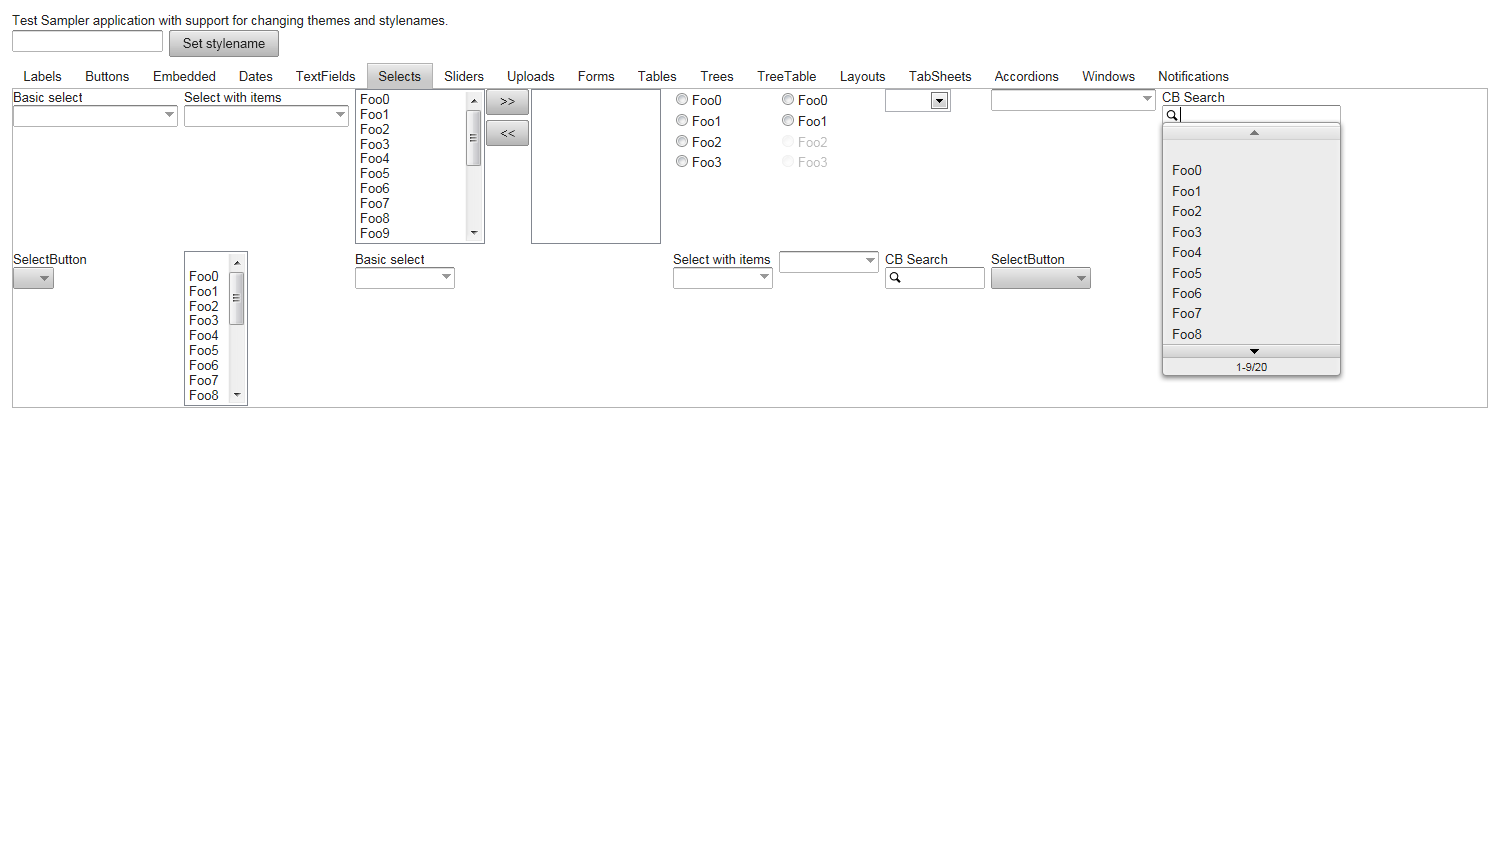 Test Sampler application with support for changing themes and stylenames.
Set stylename
Labels Buttons Embedded Dates TextFields Selects Sliders Uploads Forms Tables Trees TreeTable Layouts TabSheets Accordions Windows Notifications
Basic select
Select with items
Foo0
Foo1
Foo2
Foo3
Foo4
Foo5
Foo6
Foo7
Foo8
Foo9
>>
<<
Foo0
Foo1
Foo2
Foo3
Foo0
Foo1
Foo2
Foo3
CB Search
Foo0
Foo1
Foo2
Foo3
Foo4
Foo5
Foo6
Foo7
Foo8
1-9/20
SelectButton
Foo0
Foo1
Foo2
Foo3
Foo4
Foo5
Foo6
Foo7
Foo8
Basic select
Select with items
CB Search
SelectButton